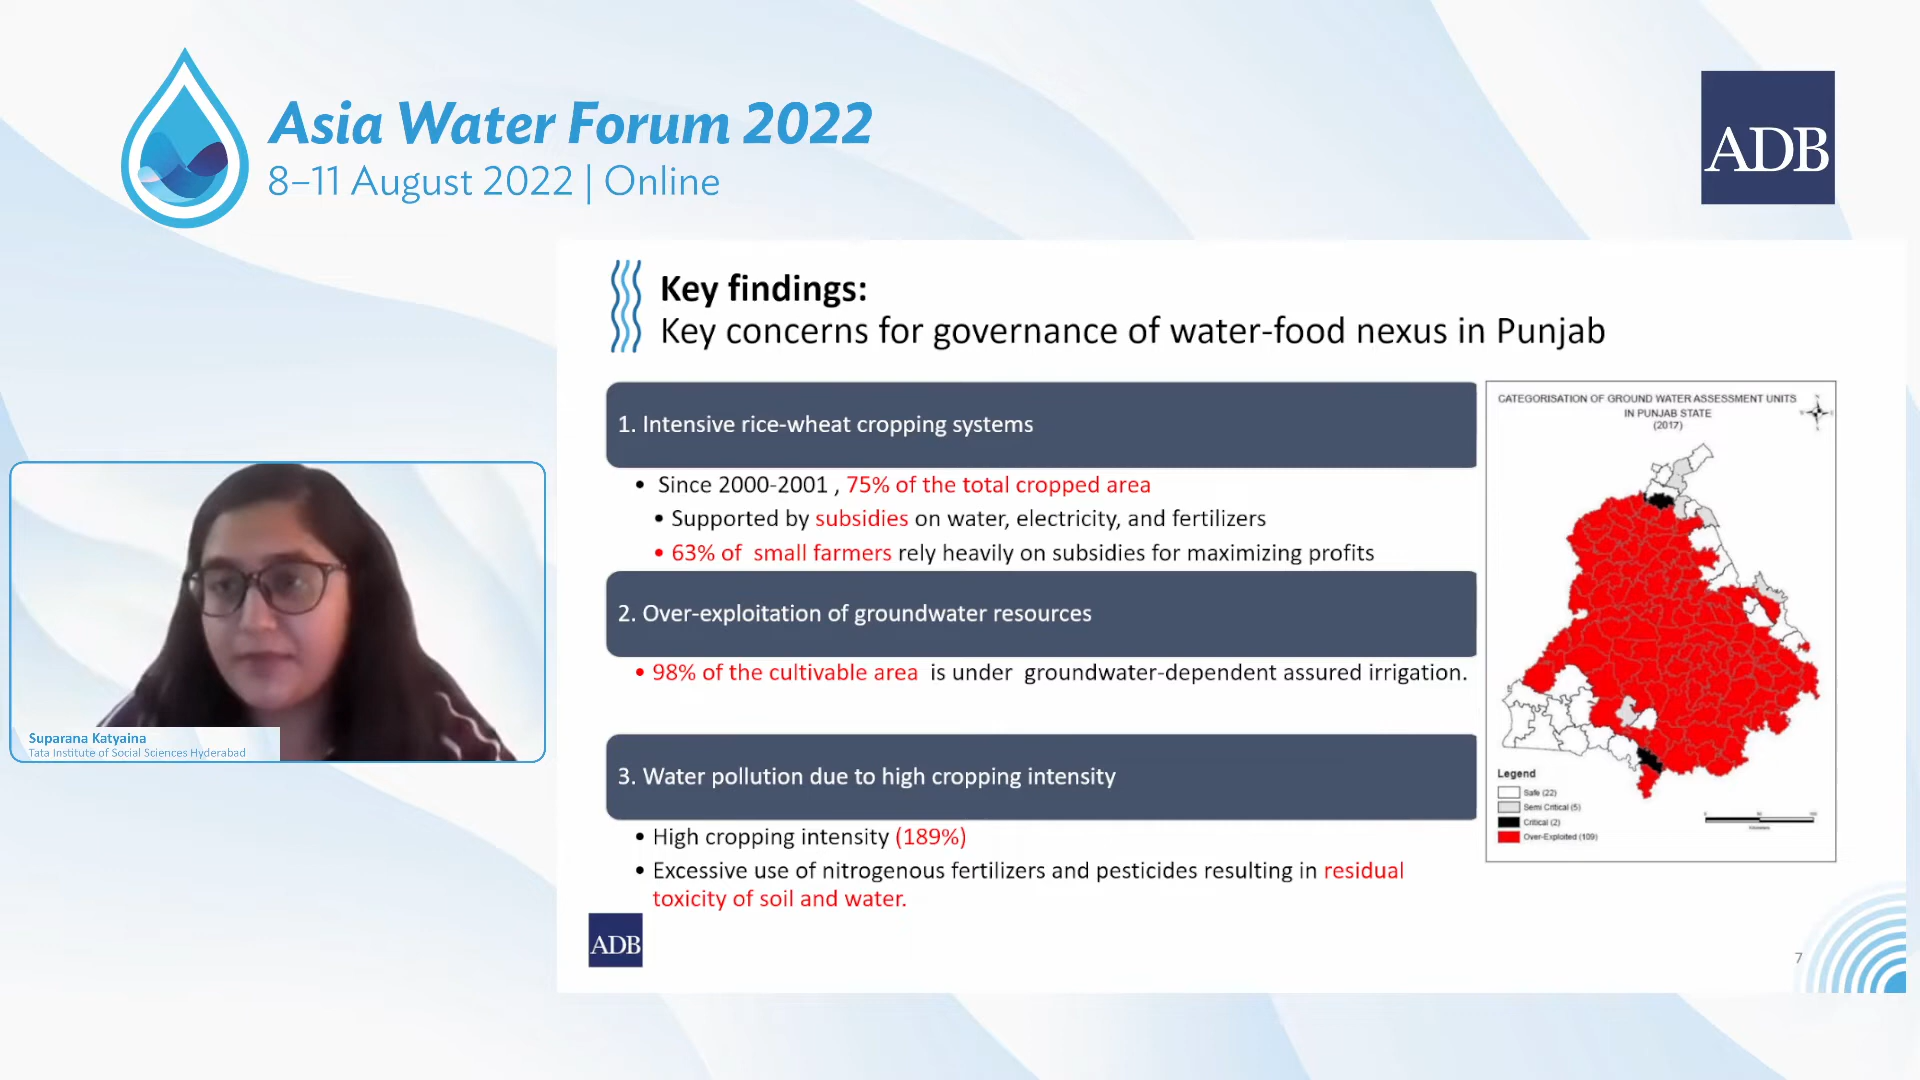 Asia Water Forum 2022
8–11 August 2022 | Online
ADB
Key findings:
Key concerns for governance of water-food nexus in Punjab
1. Intensive rice-wheat cropping systems
• Since 2000-2001 , 75% of the total cropped area
• Supported by subsidies on water, electricity, and fertilizers
• 63% of small farmers rely heavily on subsidies for maximizing profits
2. Over-exploitation of groundwater resources
• 98% of the cultivable area is under groundwater-dependent assured irrigation.
3. Water pollution due to high cropping intensity
• High cropping intensity (189%)
• Excessive use of nitrogenous fertilizers and pesticides resulting in residual
toxicity of soil and water.
CATEGORISATION OF GROUND WATER ASSESSMENT UNITS
IN PUNJAB STATE
(2017)
Legend
Safe (22)
Semi Critical (5)
Critical (2)
Over-Exploited (109)
Suparana Katyaina
Tata Institute of Social Sciences Hyderabad
ADB
7